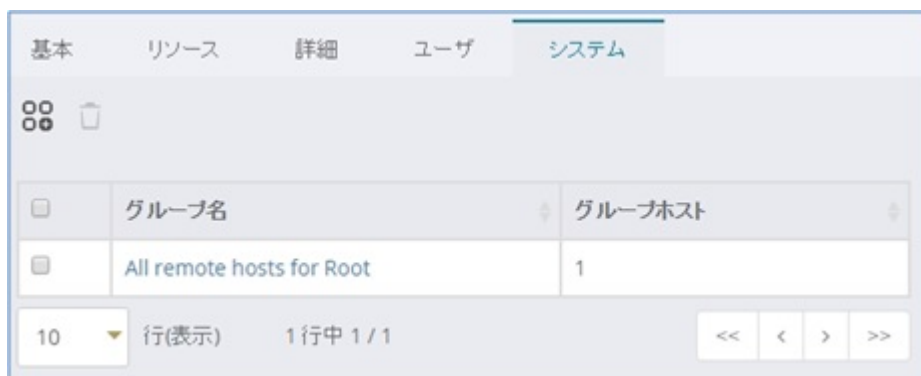 基本 リソース 詳細 ユーザ システム
グループ名 グループホスト
All remote hosts for Root 1
10 行(表示) 1 行中 1 / 1 << < > >>